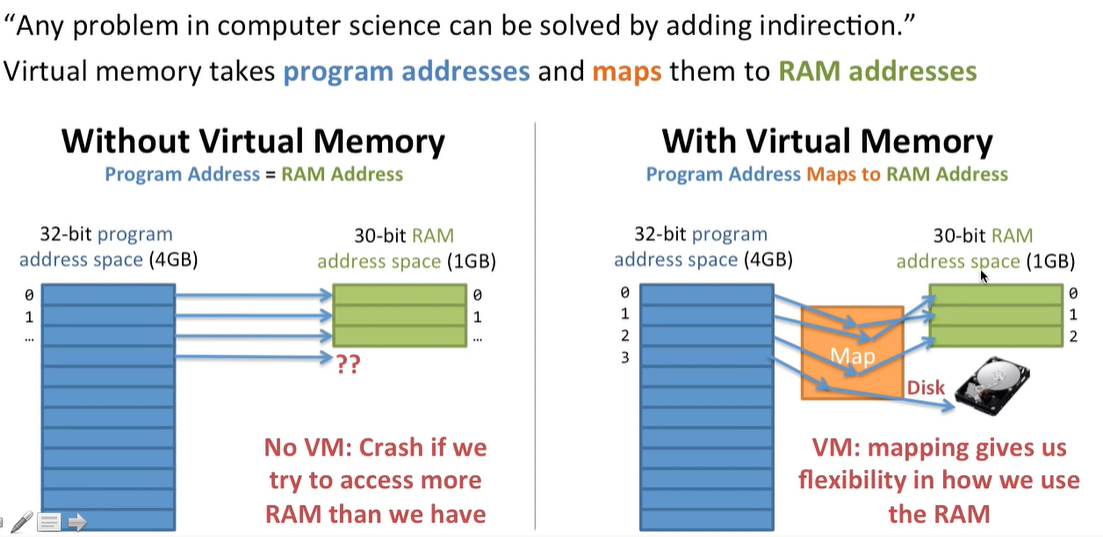 “Any problem in computer science can be solved by adding indirection.”
Virtual memory takes program addresses and maps them to RAM addresses
Without Virtual Memory
Program Address = RAM Address
32-bit program
address space (4GB)
30-bit RAM
address space (1GB)
0
1
...
0
1
...
??
No VM: Crash if we
try to access more
RAM than we have
With Virtual Memory
Program Address Maps to RAM Address
32-bit program
address space (4GB)
30-bit RAM
address space (1GB)
0
1
2
3
Map
0
1
2
Disk
VM: mapping gives us
flexibility in how we use
the RAM